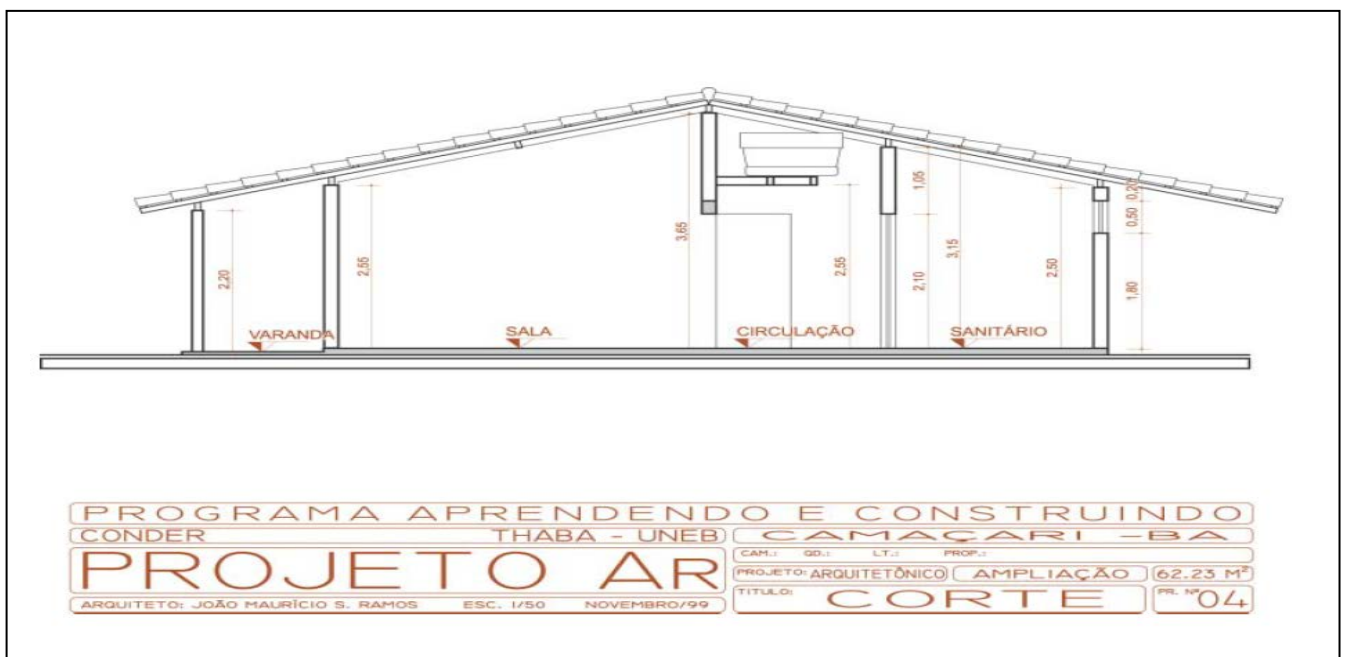 1,05
0,20
0,50
3,65
2,20
2,55
2,55
2,10
3,15
2,50
1,80
VARANDA
SALA
CIRCULAÇÃO
SANITÁRIO
PROGRAMA APRENDENDO E CONSTRUINDO
CONDER THABA - UNEB
CAMAÇARI -BA
PROJETO AR
CAM.: QD.: LT.: PROP.:
PROJETO: ARQUITETÔNICO AMPLIAÇÃO 62.23 M²
ARQUITETO: JOÃO MAURÍCIO S. RAMOS ESC. 1/50 NOVEMBRO/99
TITULO: CORTE PR. Nº 04